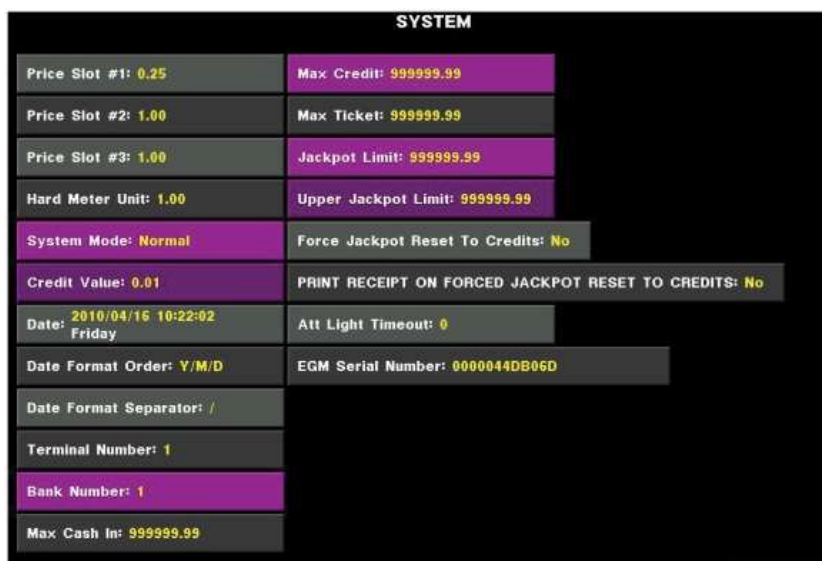 SYSTEM
Price Slot #1: 0.25
Price Slot #2: 1.00
Price Slot #3: 1.00
Hard Meter Unit: 1.00
System Mode: Normal
Credit Value: 0.01
Date: 2010/04/16 10:22:02
Friday
Date Format Order: Y/M/D
Date Format Separator: /
Terminal Number: 1
Bank Number: 1
Max Cash In: 999999.99
Max Credit: 999999.99
Max Ticket: 999999.99
Jackpot Limit: 999999.99
Upper Jackpot Limit: 999999.99
Force Jackpot Reset To Credits: No
PRINT RECEIPT ON FORCED JACKPOT RESET TO CREDITS: No
Att Light Timeout: 0
EGM Serial Number: 0000044DB06D